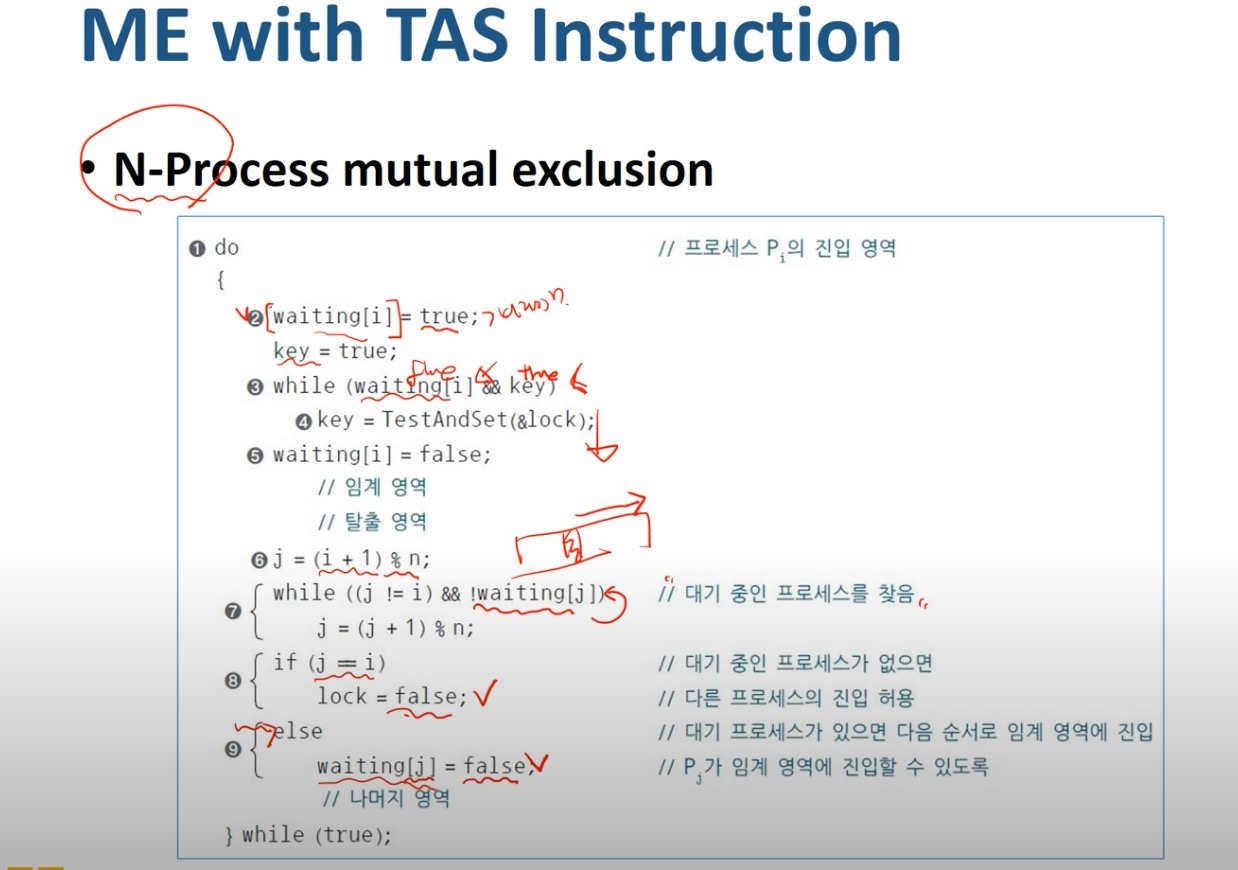 ME with TAS Instruction
• N-Process mutual exclusion
❶ do // 프로세스 Pi의 진입 영역
{
❷ waiting[i] = true;
key = true;
❸ while (waiting[i] && key)
❹ key = TestAndSet(&lock);
❺ waiting[i] = false;
// 임계 영역
// 탈출 영역
❻ j = (i + 1) % n;
❼ while ((j != i) && !waiting[j]) // 대기 중인 프로세스를 찾음
j = (j + 1) % n;
❽ if (j == i) // 대기 중인 프로세스가 없으면
lock = false; // 다른 프로세스의 진입 허용
❾ else // 대기 프로세스가 있으면 다음 순서로 임계 영역에 진입
waiting[j] = false; // Pj가 임계 영역에 진입할 수 있도록
// 나머지 영역
} while (true);